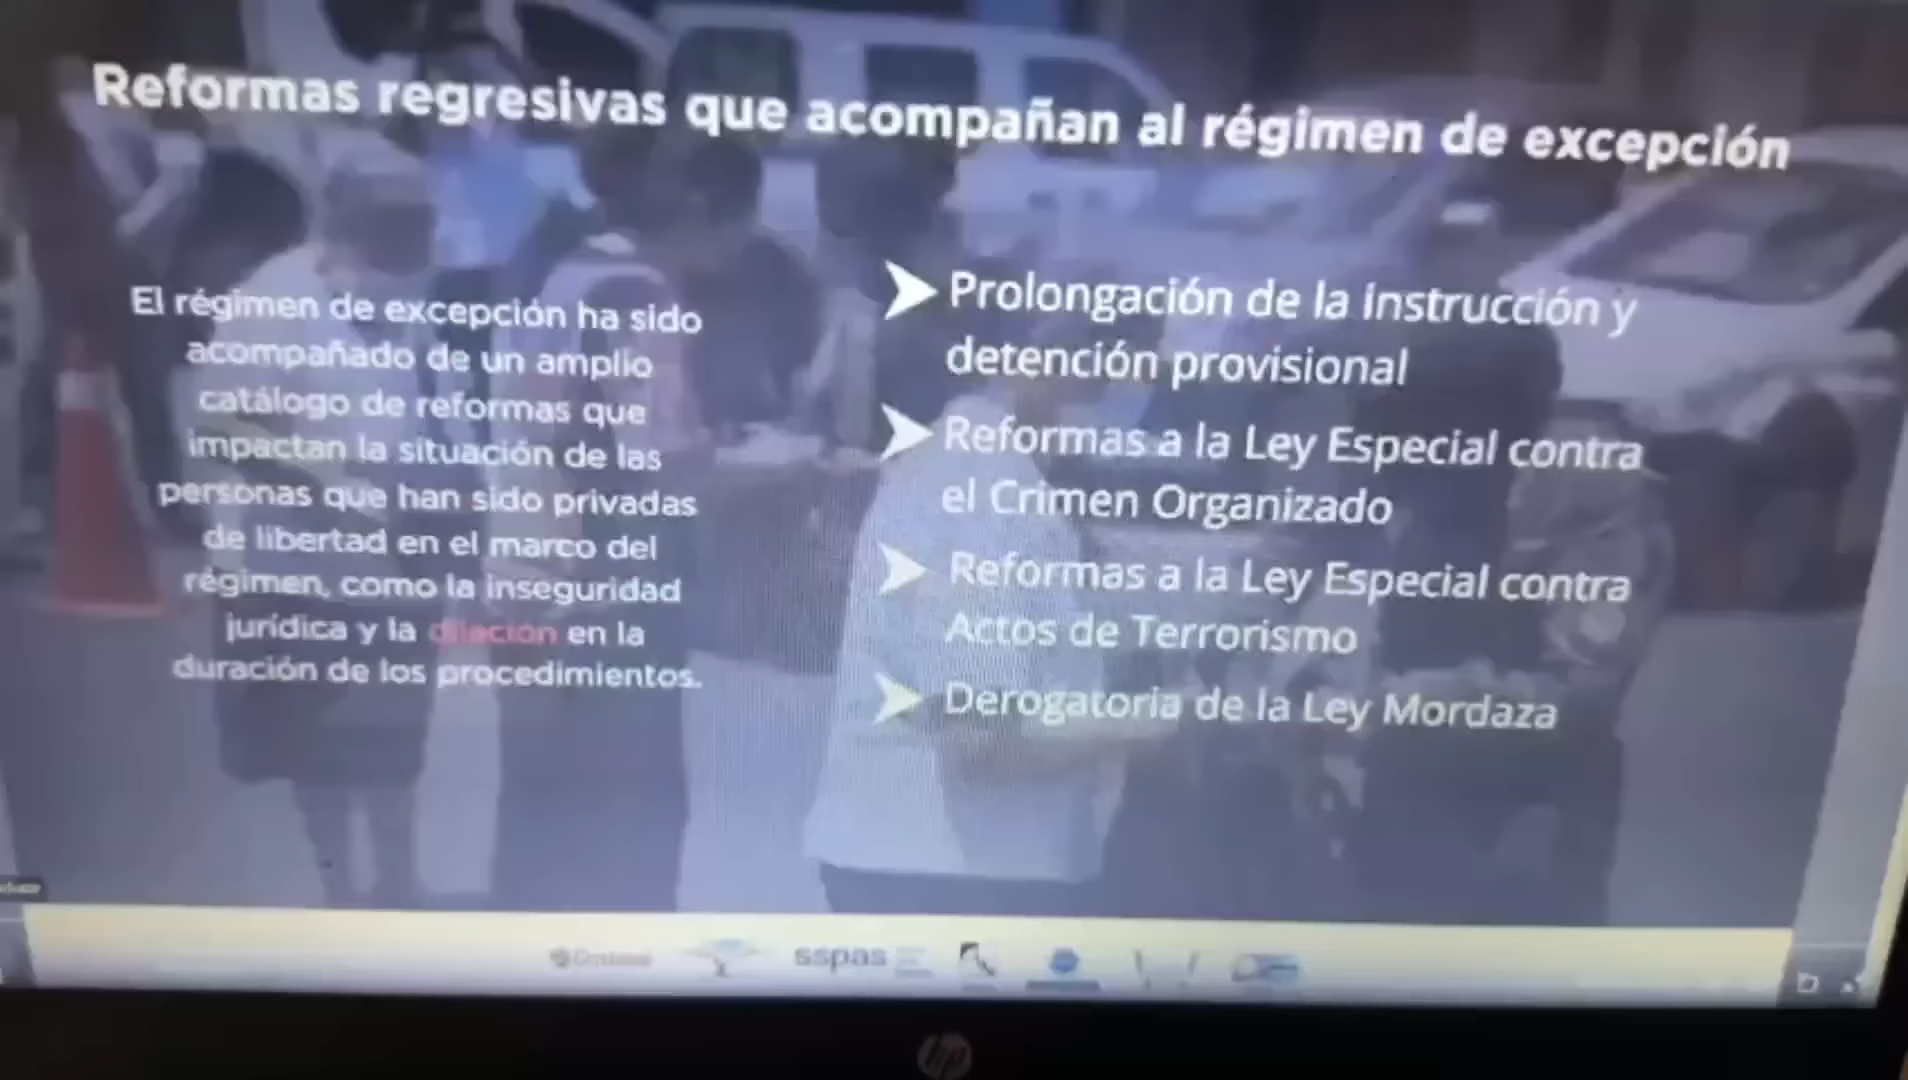 Reformas regresivas que acompañan al régimen de excepción
El régimen de excepción ha sido
acompañado de un amplio
catálogo de reformas que
impactan la situación de las
personas que han sido privadas
de libertad en el marco del
régimen, como la inseguridad
jurídica y la dilación en la
duración de los procedimientos.
Prolongación de la instrucción y
detención provisional
Reformas a la Ley Especial contra
el Crimen Organizado
Reformas a la Ley Especial contra
Actos de Terrorismo
Derogatoria de la Ley Mordaza
sspas
hp